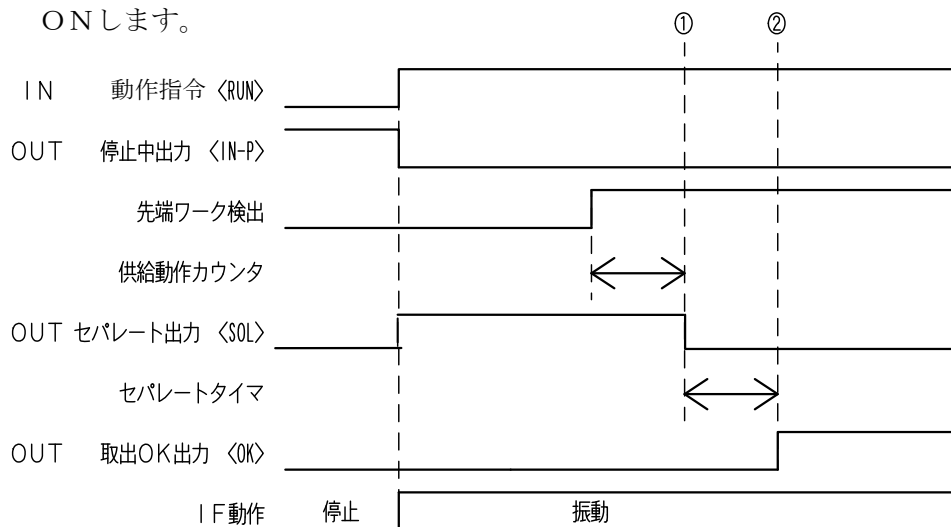 ONします。
① ②
IN 動作指令〈RUN〉
OUT 停止中出力〈IN-P〉
先端ワーク検出
供給動作カウンタ
OUT セパレート出力〈SOL〉
セパレートタイマ
OUT 取出OK出力〈OK〉
IF動作 停止 振動